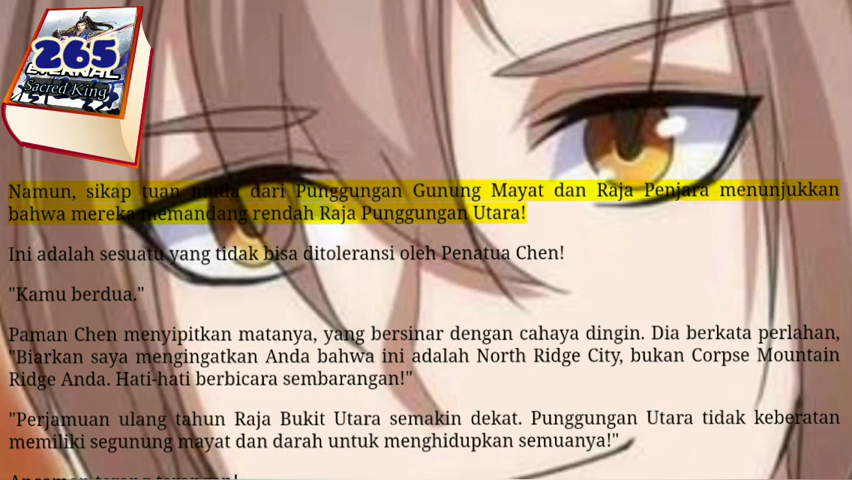 265
ETERNAL
Sacred King
Namun, sikap tuan muda dari Punggungan Gunung Mayat dan Raja Penjara menunjukkan
bahwa mereka memandang rendah Raja Punggungan Utara!
Ini adalah sesuatu yang tidak bisa ditoleransi oleh Penatua Chen!
"Kamu berdua."
Paman Chen menyipitkan matanya, yang bersinar dengan cahaya dingin. Dia berkata perlahan,
"Biarkan saya mengingatkan Anda bahwa ini adalah North Ridge City, bukan Corpse Mountain
Ridge Anda. Hati-hati berbicara sembarangan!"
"Perjamuan ulang tahun Raja Bukit Utara semakin dekat. Punggungan Utara tidak keberatan
memiliki segunung mayat dan darah untuk menghidupkan semuanya!"